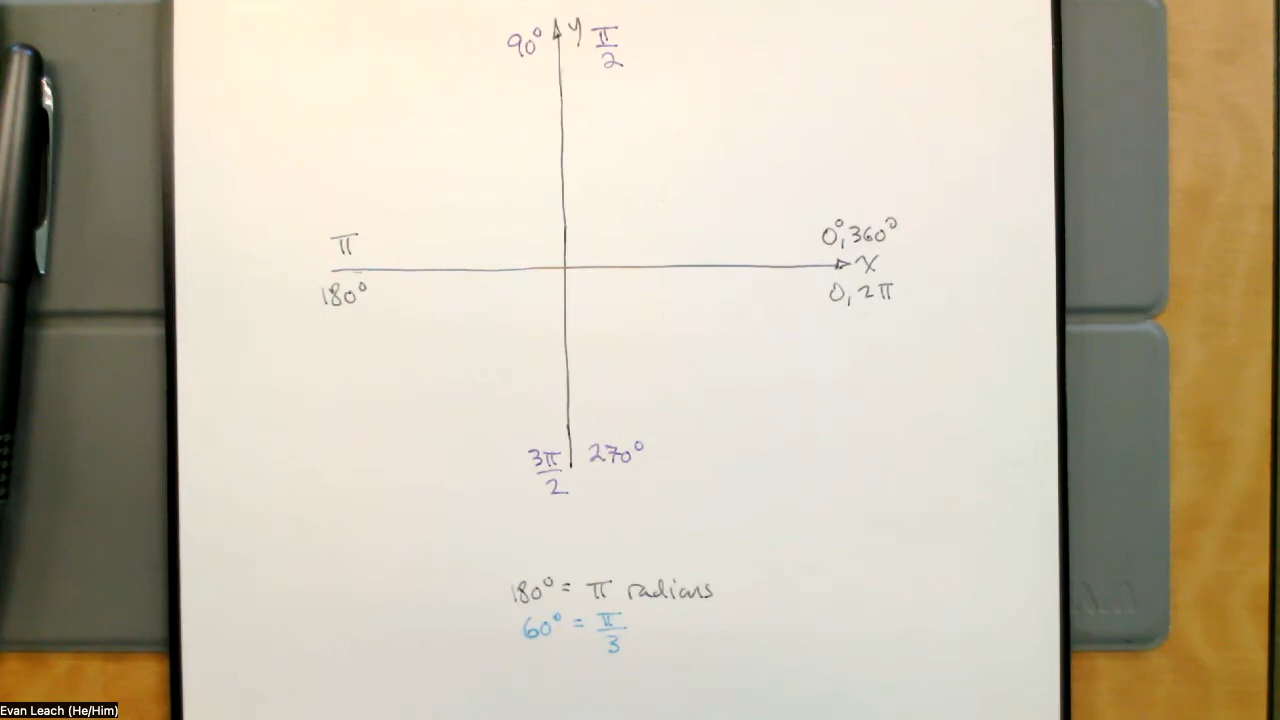 90° y π/2
π
180°
0°, 360°
x
0, 2π
3π/2 270°
180° = π radians
60° = π/3
Evan Leach (He/Him)